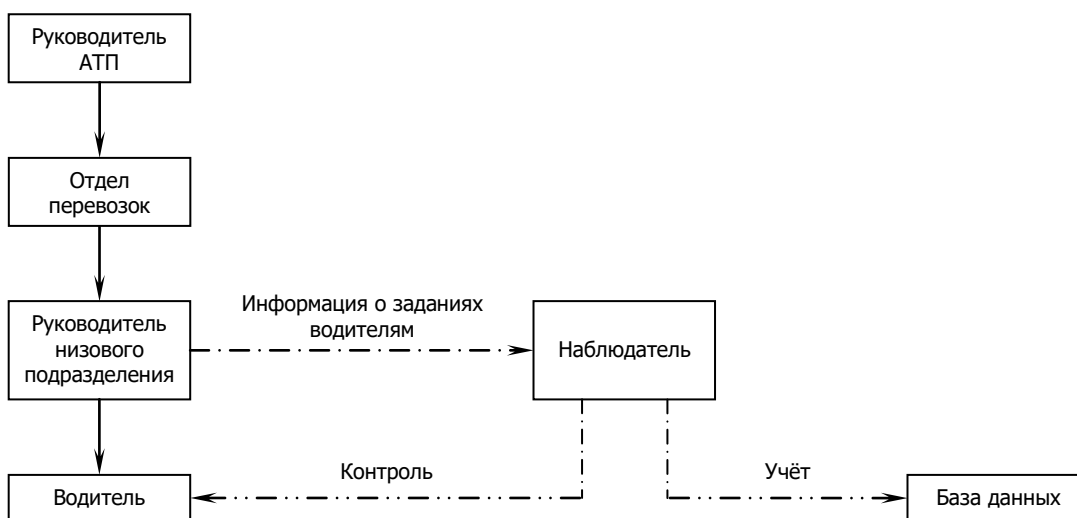 Руководитель
АТП
Отдел
перевозок
Руководитель
низового
подразделения
Информация о заданиях
водителям
Наблюдатель
Водитель
Контроль
Учёт
База данных